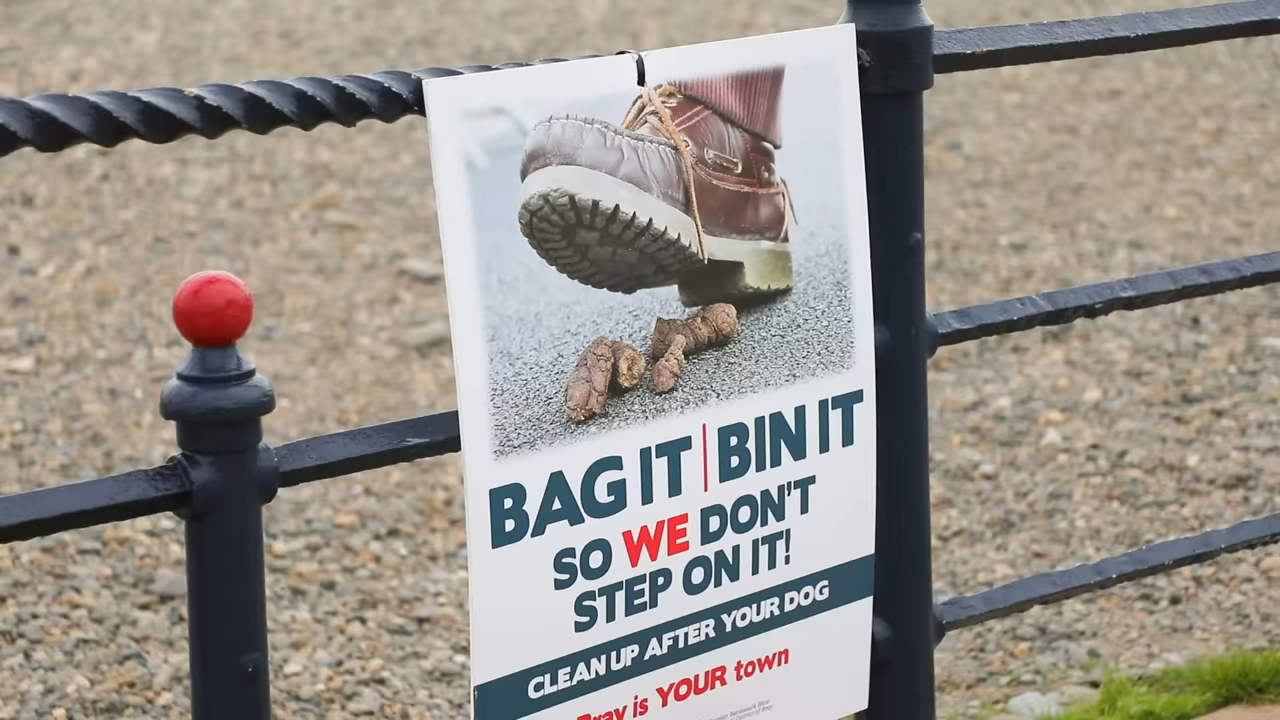 BAG IT | BIN IT
SO WE DON'T
STEP ON IT!
CLEAN UP AFTER YOUR DOG
Bray is YOUR town